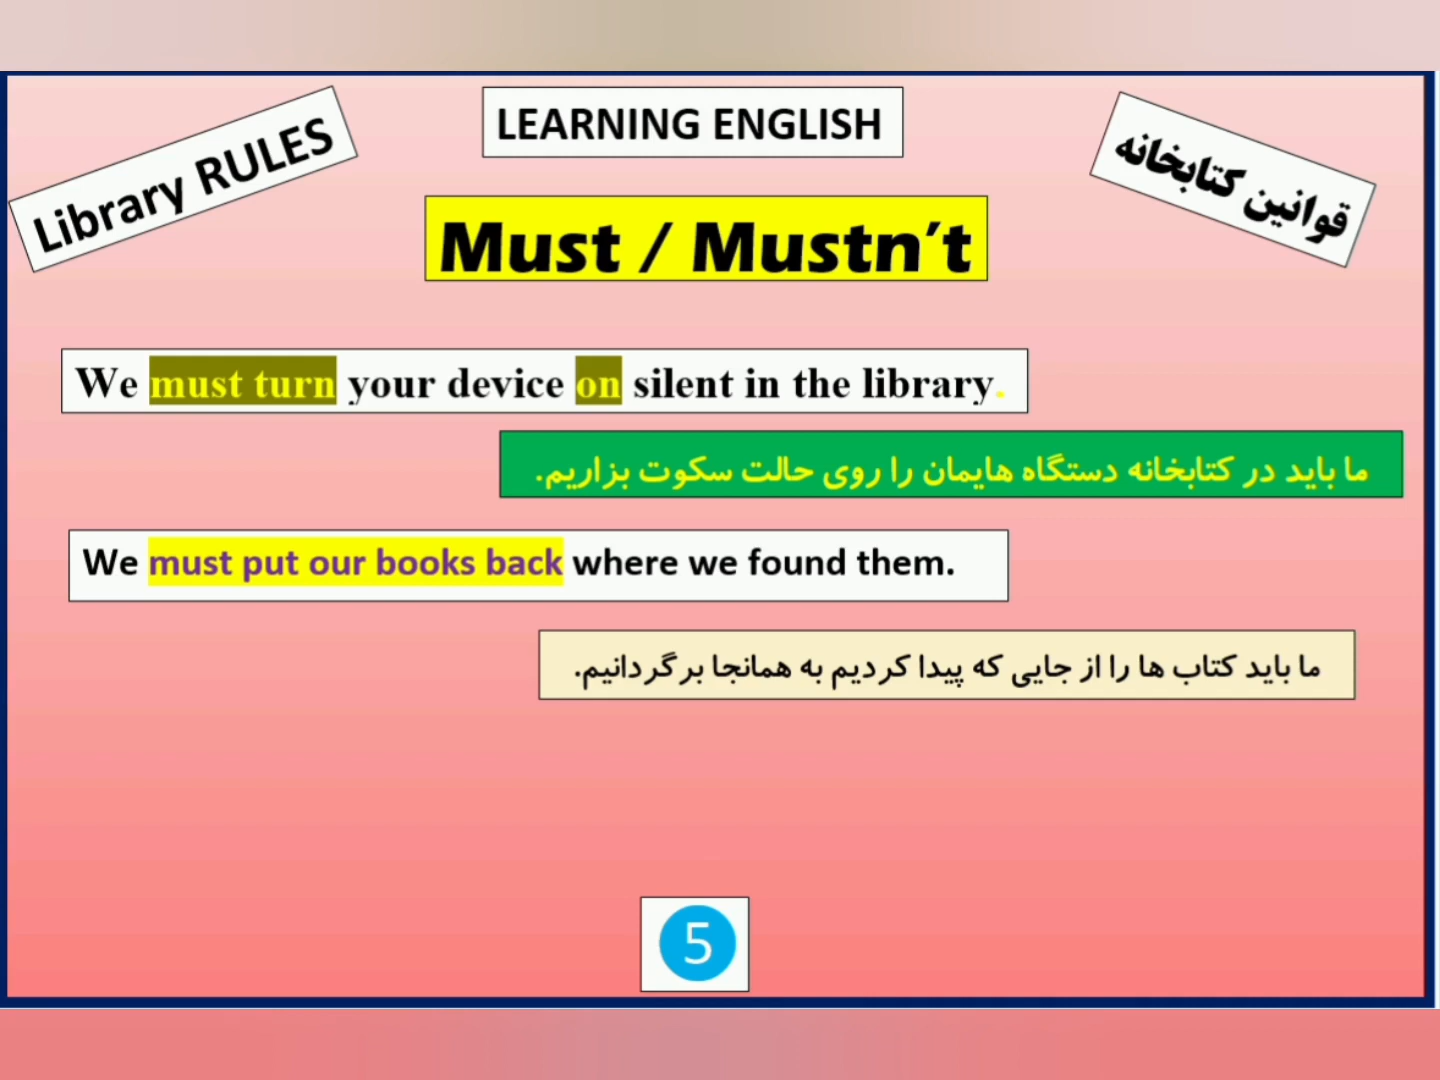 LEARNING ENGLISH
Library RULES
قوانین کتابخانه
Must / Mustn't
We must turn your device on silent in the library.
ما باید در کتابخانه دستگاه هایمان را روی حالت سکوت بزاریم.
We must put our books back where we found them.
ما باید کتاب ها را از جایی که پیدا کردیم به همانجا برگردانیم.
5